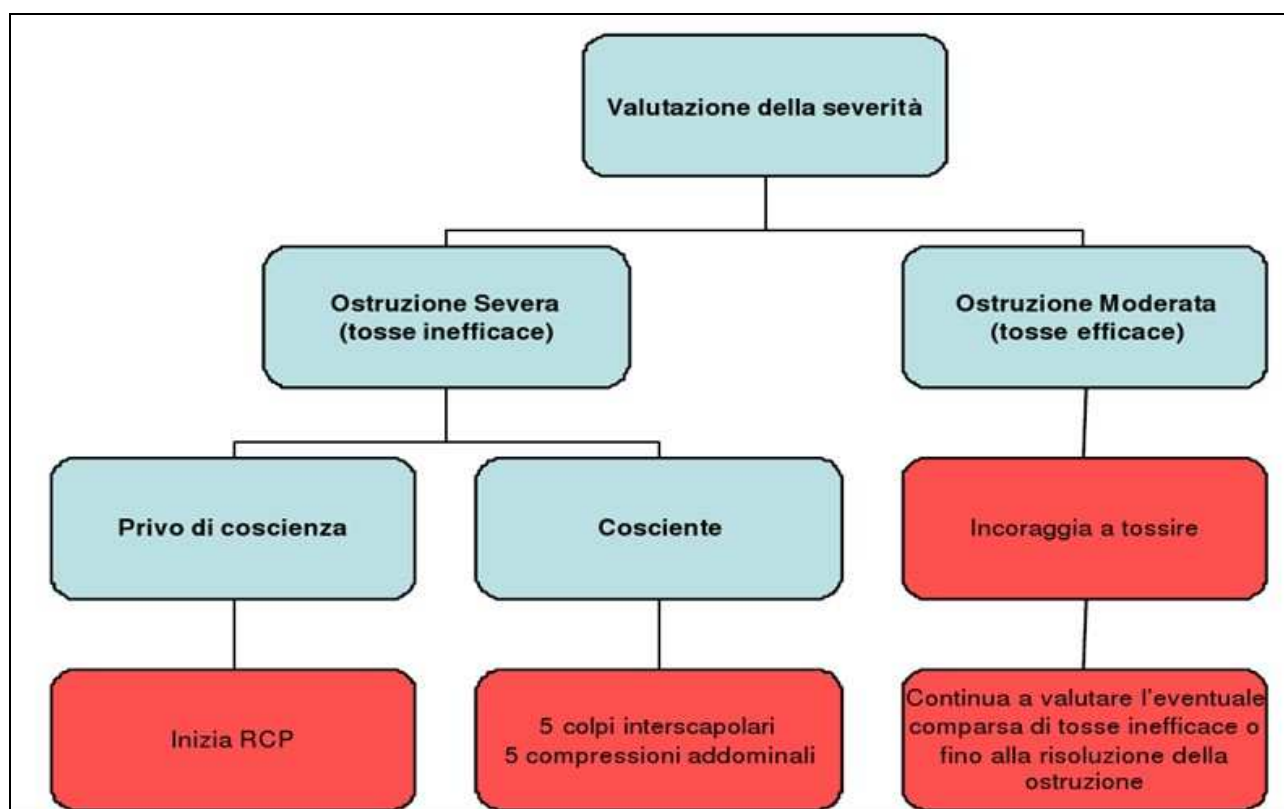 Valutazione della severità
Ostruzione Severa
(tosse inefficace)
Ostruzione Moderata
(tosse efficace)
Privo di coscienza
Cosciente
Incoraggia a tossire
Inizia RCP
5 colpi interscapolari
5 compressioni addominali
Continua a valutare l'eventuale
comparsa di tosse inefficace o
fino alla risoluzione della
ostruzione